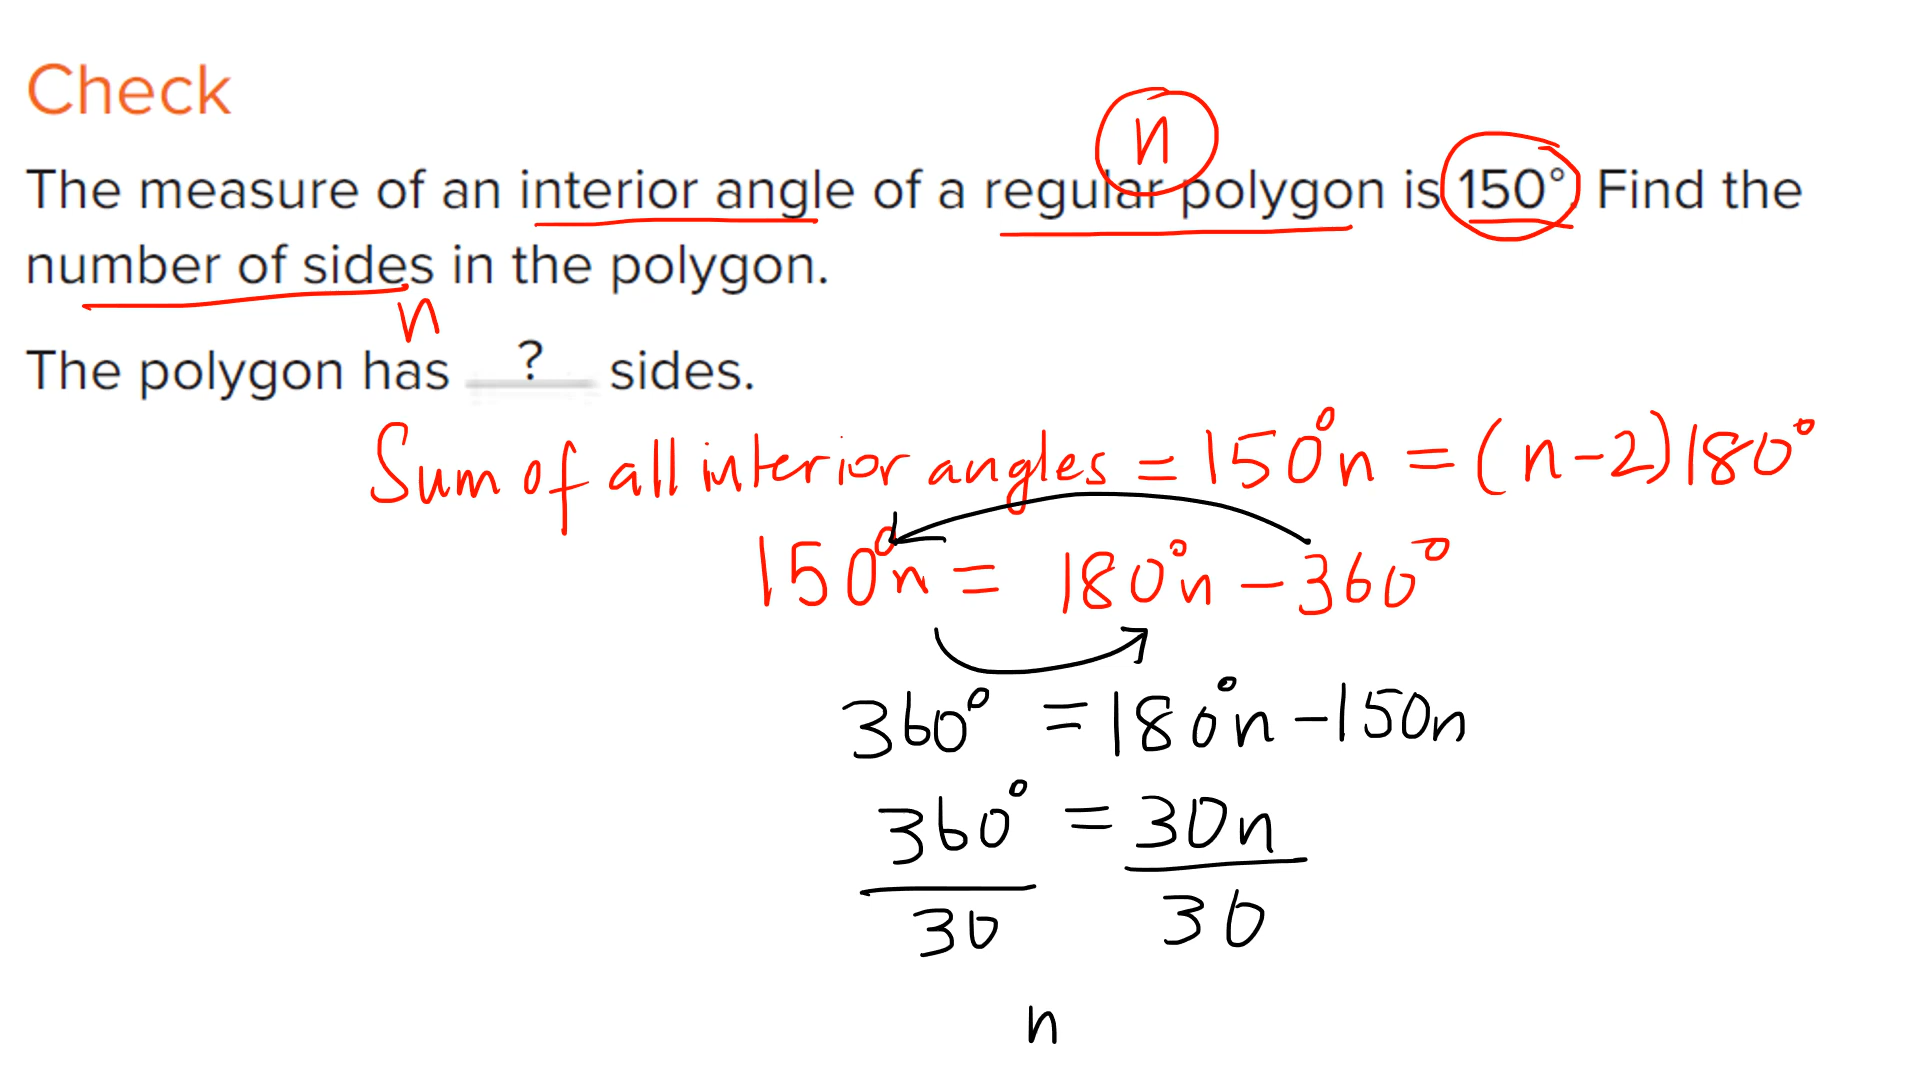 Check
n
The measure of an interior angle of a regular polygon is 150°. Find the
number of sides in the polygon.
n
The polygon has ? sides.
Sum of all interior angles = 150°n = (n-2)180°
150°n = 180°n - 360°
360° = 180°n - 150n
360° = 30n
30 30
n